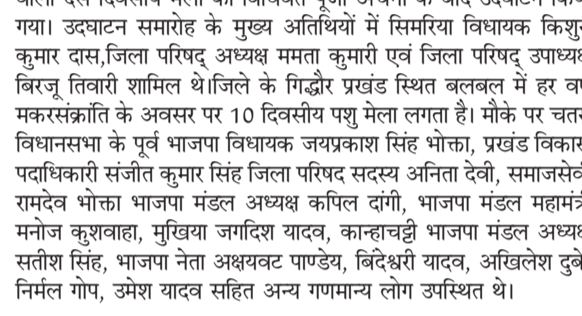 गया। उदघाटन समारोह के मुख्य अतिथियों में सिमरिया विधायक किशु
कुमार दास,जिला परिषद् अध्यक्ष ममता कुमारी एवं जिला परिषद् उपाध्य
बिरजू तिवारी शामिल थे।जिले के गिद्धौर प्रखंड स्थित बलबल में हर व
मकरसंक्रांति के अवसर पर 10 दिवसीय पशु मेला लगता है। मौके पर चत
विधानसभा के पूर्व भाजपा विधायक जयप्रकाश सिंह भोक्ता, प्रखंड विकास
पदाधिकारी संजीत कुमार सिंह जिला परिषद सदस्य अनिता देवी, समाजसेव
रामदेव भोक्ता भाजपा मंडल अध्यक्ष कपिल दांगी, भाजपा मंडल महामंत्र
मनोज कुशवाहा, मुखिया जगदिश यादव, कान्हाचट्टी भाजपा मंडल अध्य
सतीश सिंह, भाजपा नेता अक्षयवट पाण्डेय, बिंदेश्वरी यादव, अखिलेश दुबे
निर्मल गोप, उमेश यादव सहित अन्य गणमान्य लोग उपस्थित थे।